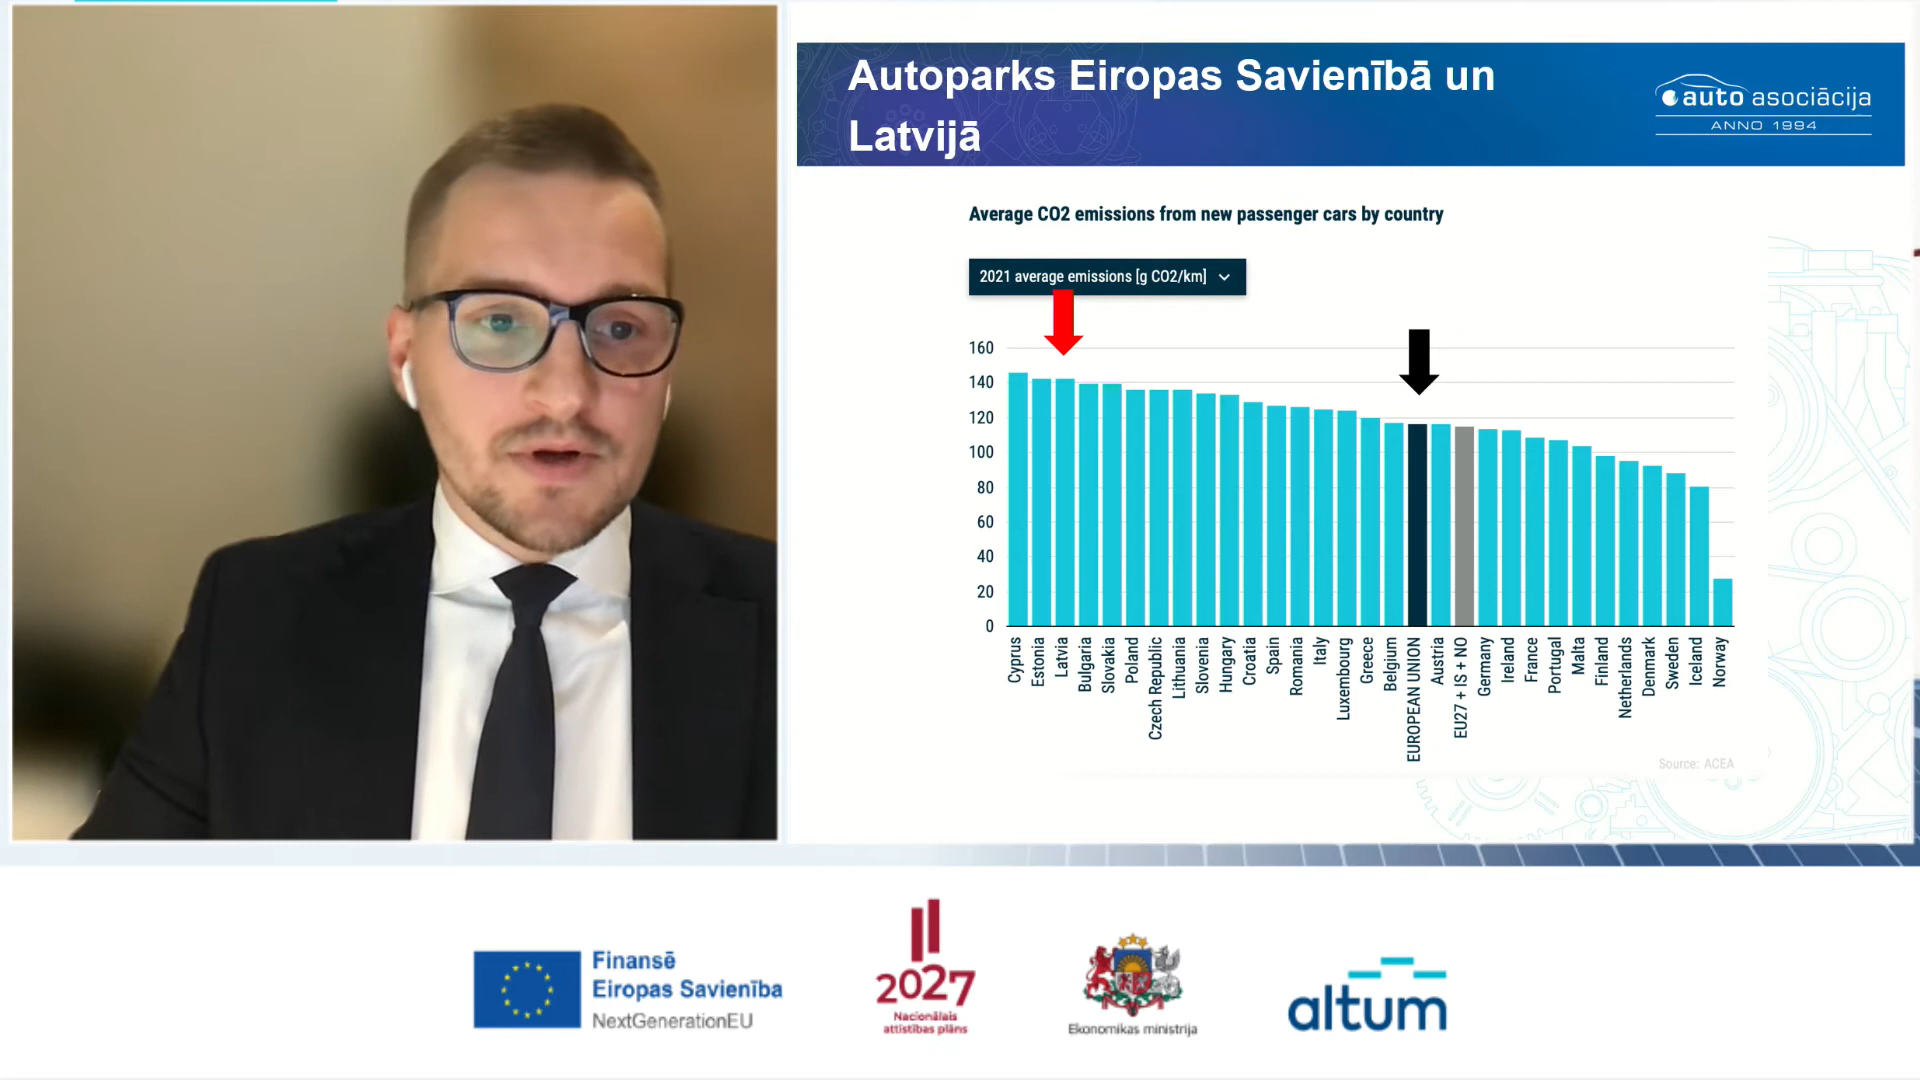 Autoparks Eiropas Savienībā un
Latvijā
auto asociācija
ANNO 1994
Average CO2 emissions from new passenger cars by country
2021 average emissions [g CO2/km]
160
140
120
100
80
60
40
20
0
Cyprus
Estonia
Latvia
Bulgaria
Slovakia
Poland
Czech Republic
Lithuania
Slovenia
Hungary
Croatia
Spain
Romania
Italy
Luxembourg
Greece
Belgium
EUROPEAN UNION
Austria
EU27 + IS + NO
Germany
Ireland
France
Portugal
Malta
Finland
Netherlands
Denmark
Sweden
Iceland
Norway
Source: ACEA
Finansē
Eiropas Savienība
NextGenerationEU
2027
Nacionālais
attīstības plāns
Ekonomikas ministrija
altum